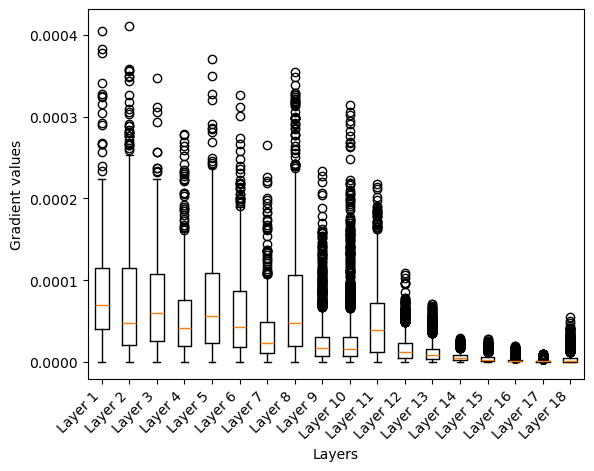 0.0004
0.0003
0.0002
0.0001
0.0000
Gradient values
Layer 1
Layer 2
Layer 3
Layer 4
Layer 5
Layer 6
Layer 7
Layer 8
Layer 9
Layer 10
Layer 11
Layer 12
Layer 13
Layer 14
Layer 15
Layer 16
Layer 17
Layer 18
Layers